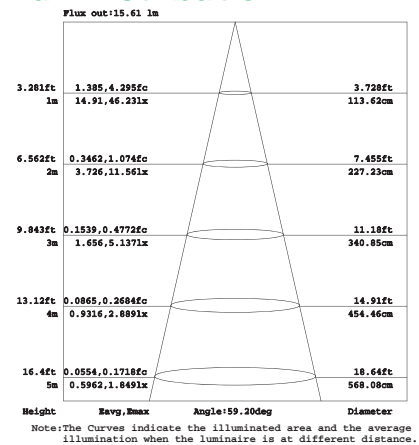 Flux out:15.61 lm
3.281ft 1.385,4.295fc 3.728ft
1m 14.91,46.23lx 113.62cm
6.562ft 0.3462,1.074fc 7.455ft
2m 3.726,11.56lx 227.23cm
9.843ft 0.1539,0.4772fc 11.18ft
3m 1.656,5.137lx 340.85cm
13.12ft 0.0865,0.2684fc 14.91ft
4m 0.9316,2.889lx 454.46cm
16.4ft 0.0554,0.1718fc 18.64ft
5m 0.5962,1.849lx 568.08cm
Height Eavg,Emax Angle:59.20deg Diameter
Note:The Curves indicate the illuminated area and the average
illumination when the luminaire is at different distance.